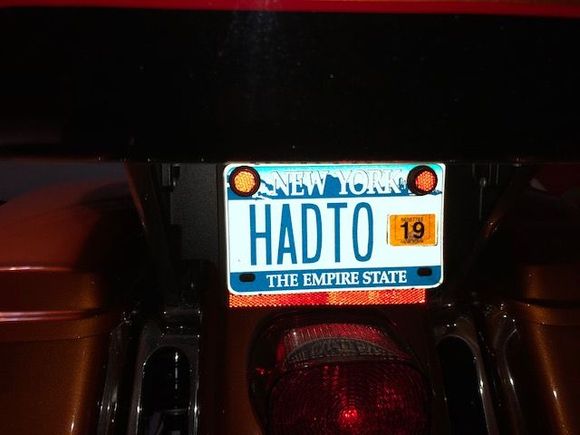 NEW YORK
HADTO
19
THE EMPIRE STATE